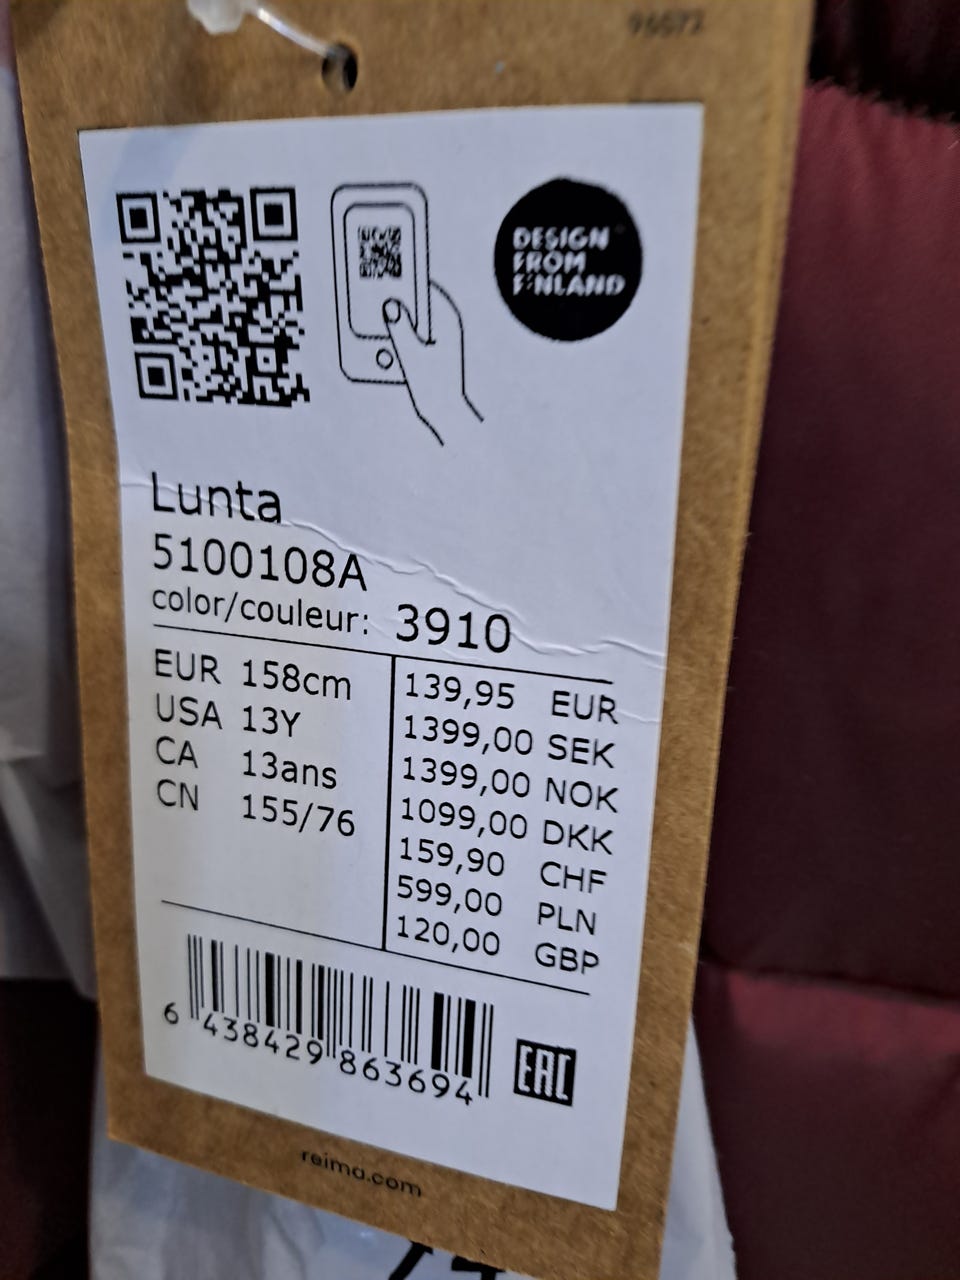 DESIGN
FROM
FINLAND
Lunta
5100108A
color/couleur: 3910
EUR 158cm
USA 13Y
CA 13ans
CN 155/76
139,95 EUR
1399,00 SEK
1399,00 NOK
1099,00 DKK
159,90 CHF
599,00 PLN
120,00 GBP
6 438429 863694
EAC
reima.com